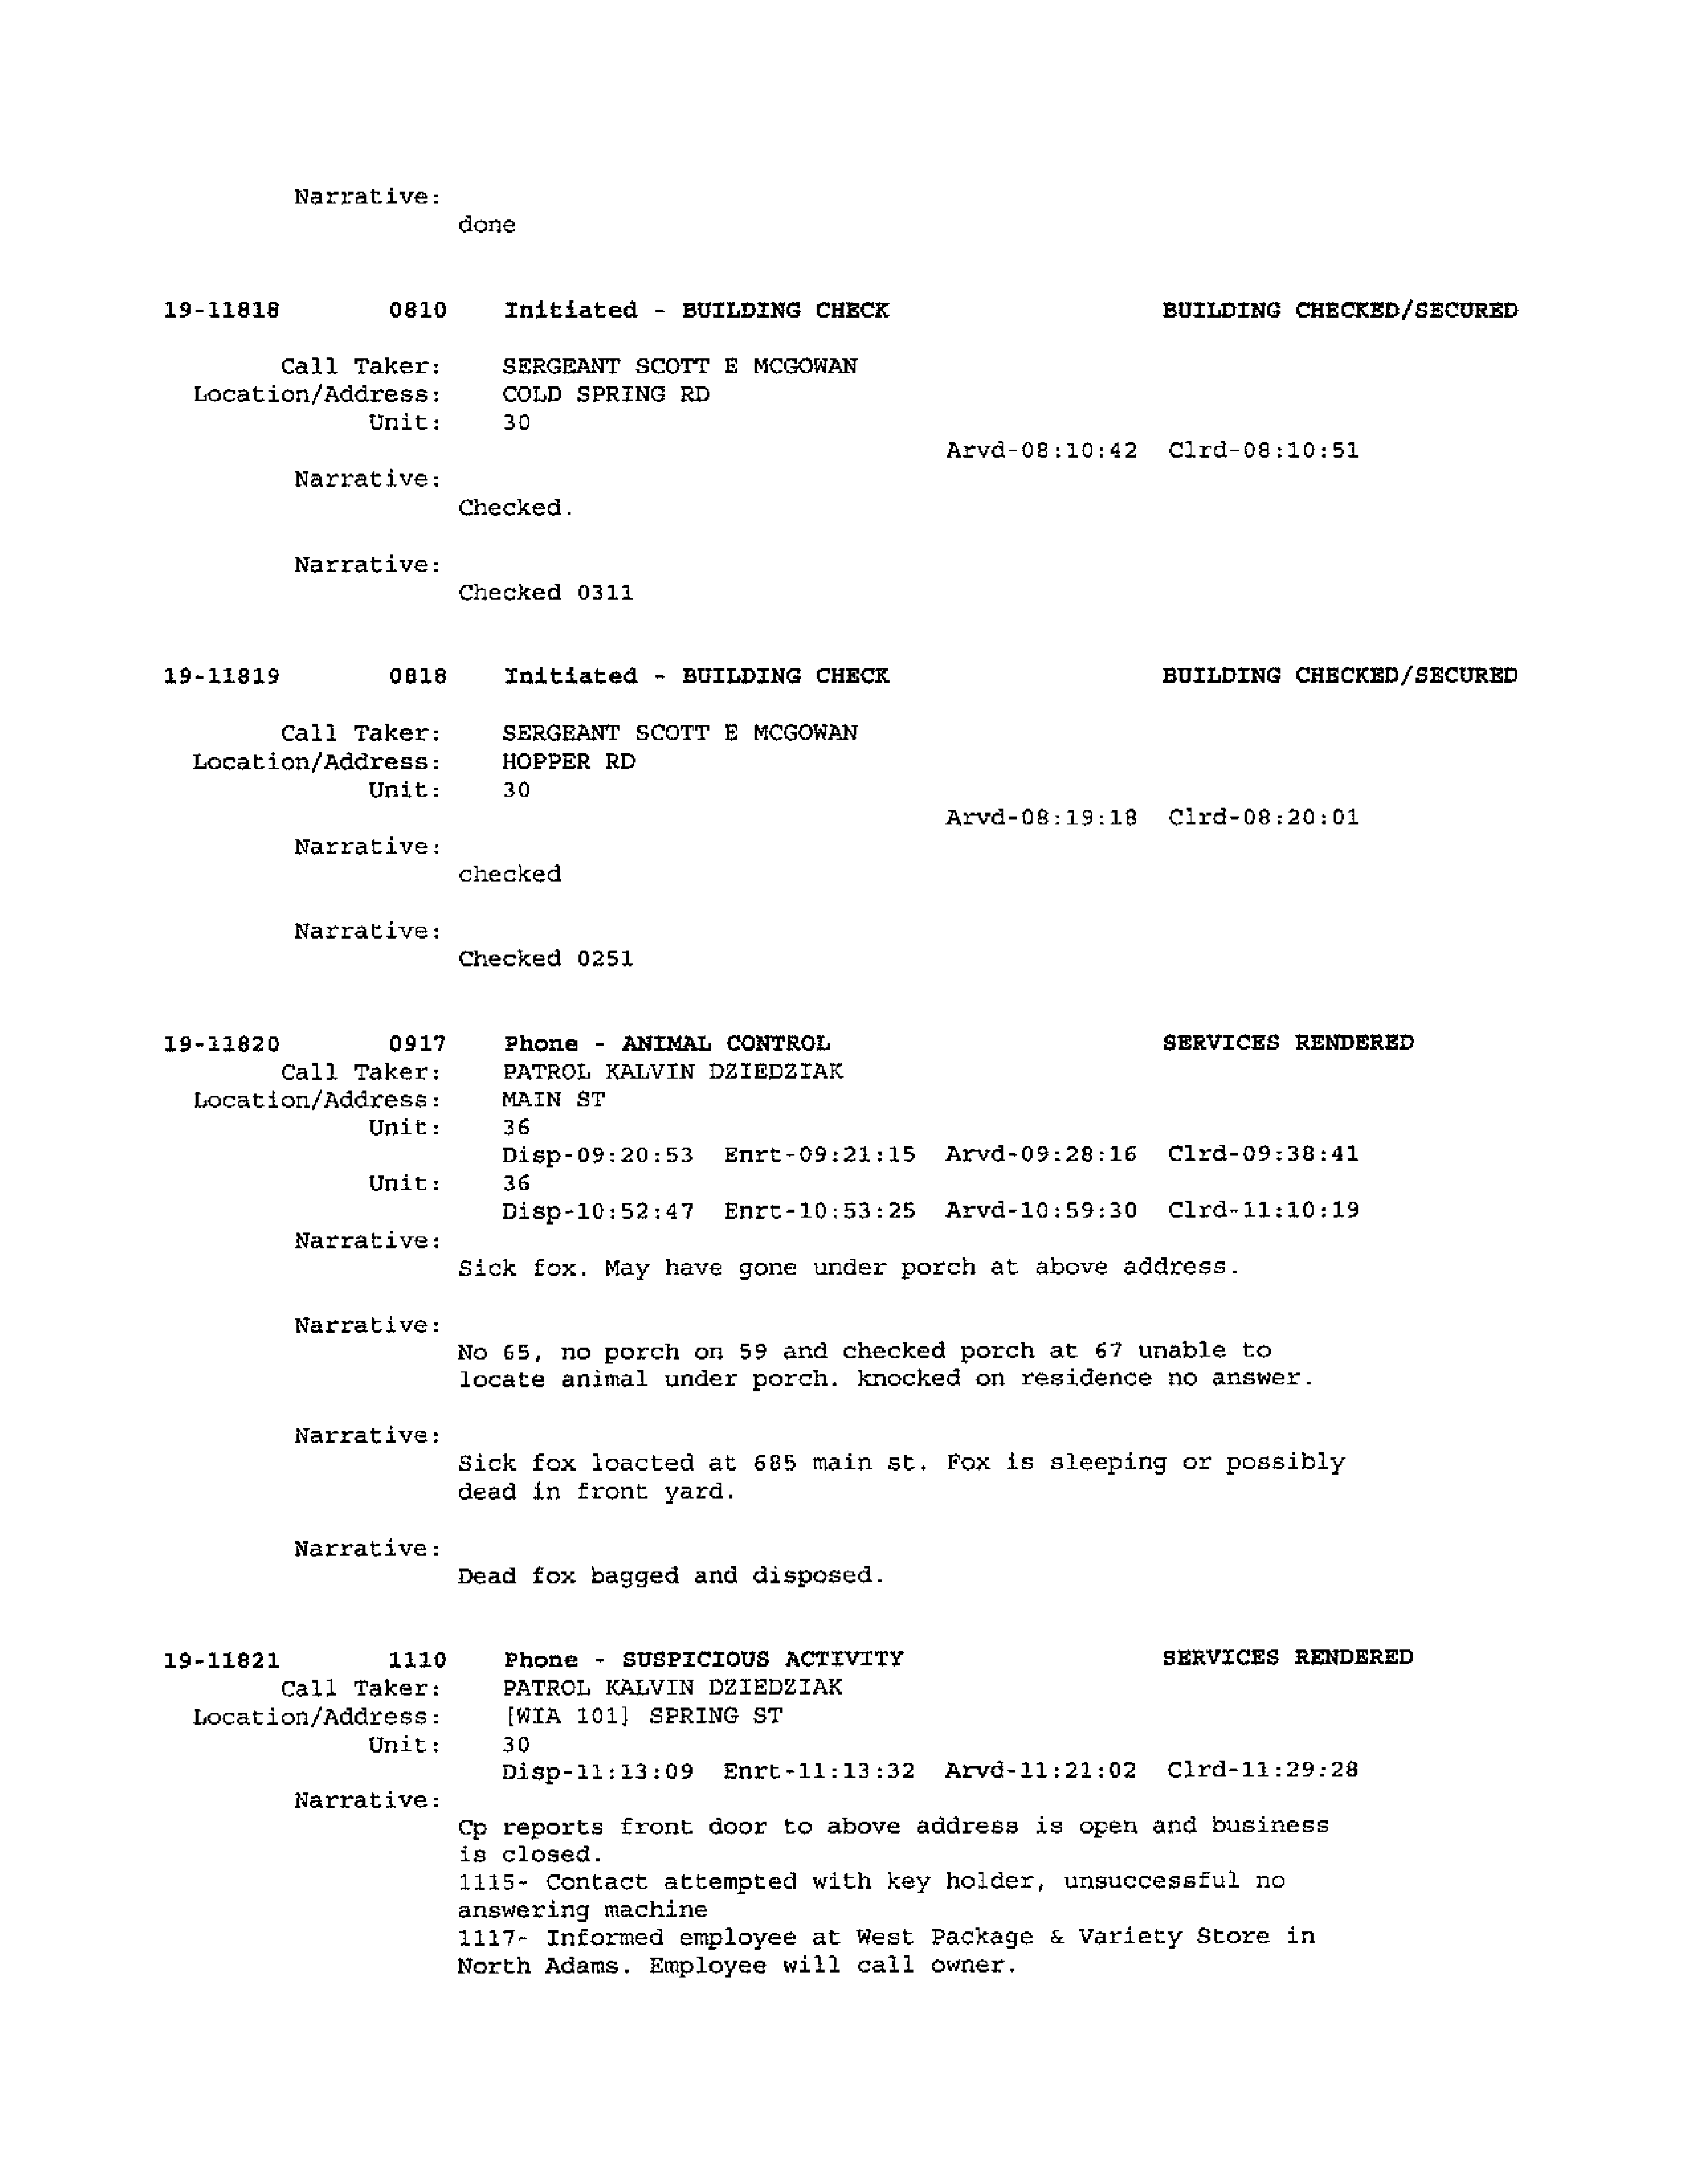 Narrative:
done
19-11818 0810 Initiated - BUILDING CHECK BUILDING CHECKED/SECURED
Call Taker: SERGEANT SCOTT E MCGOWAN
Location/Address: COLD SPRING RD
Unit: 30
Arvd-08:10:42 Clrd-08:10:51
Narrative:
Checked.
Narrative:
Checked 0311
19-11819 0818 Initiated - BUILDING CHECK BUILDING CHECKED/SECURED
Call Taker: SERGEANT SCOTT E MCGOWAN
Location/Address: HOPPER RD
Unit: 30
Arvd-08:19:18 Clrd-08:20:01
Narrative:
checked
Narrative:
Checked 0251
19-11820 0917 Phone - ANIMAL CONTROL SERVICES RENDERED
Call Taker: PATROL KALVIN DZIEDZIAK
Location/Address: MAIN ST
Unit: 36
Disp-09:20:53 Enrt-09:21:15 Arvd-09:28:16 Clrd-09:38:41
Unit: 36
Disp-10:52:47 Enrt-10:53:25 Arvd-10:59:30 Clrd-11:10:19
Narrative:
Sick fox. May have gone under porch at above address.
Narrative:
No 65, no porch on 59 and checked porch at 67 unable to
locate animal under porch. knocked on residence no answer.
Narrative:
Sick fox loacted at 685 main st. Fox is sleeping or possibly
dead in front yard.
Narrative:
Dead fox bagged and disposed.
19-11821 1110 Phone - SUSPICIOUS ACTIVITY SERVICES RENDERED
Call Taker: PATROL KALVIN DZIEDZIAK
Location/Address: [WIA 101] SPRING ST
Unit: 30
Disp-11:13:09 Enrt-11:13:32 Arvd-11:21:02 Clrd-11:29:28
Narrative:
Cp reports front door to above address is open and business
is closed.
1115- Contact attempted with key holder, unsuccessful no
answering machine
1117- Informed employee at West Package & Variety Store in
North Adams. Employee will call owner.